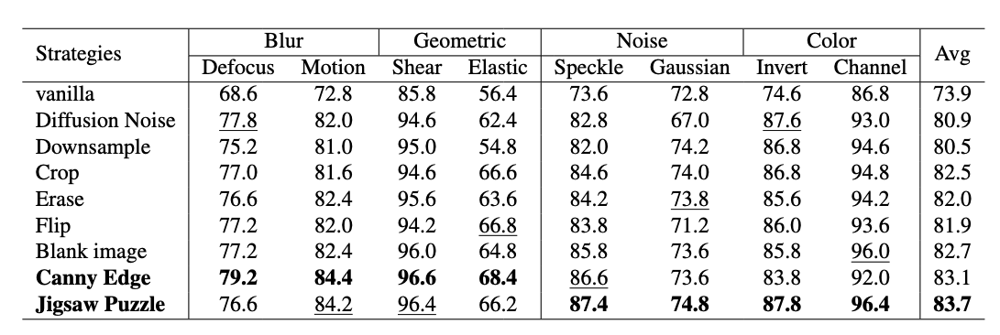 Strategies Blur Geometric Noise Color Avg
Defocus Motion Shear Elastic Speckle Gaussian Invert Channel
vanilla 68.6 72.8 85.8 56.4 73.6 72.8 74.6 86.8 73.9
Diffusion Noise 77.8 82.0 94.6 62.4 82.8 67.0 87.6 93.0 80.9
Downsample 75.2 81.0 95.0 54.8 82.0 74.2 86.8 94.6 80.5
Crop 77.0 81.6 94.6 66.6 84.6 74.0 86.8 94.8 82.5
Erase 76.6 82.4 95.6 63.6 84.2 73.8 85.6 94.2 82.0
Flip 77.2 82.0 94.2 66.8 83.8 71.2 86.0 93.6 81.9
Blank image 77.2 82.4 96.0 64.8 85.8 73.6 85.8 96.0 82.7
Canny Edge 79.2 84.4 96.6 68.4 86.6 73.6 83.8 92.0 83.1
Jigsaw Puzzle 76.6 84.2 96.4 66.2 87.4 74.8 87.8 96.4 83.7